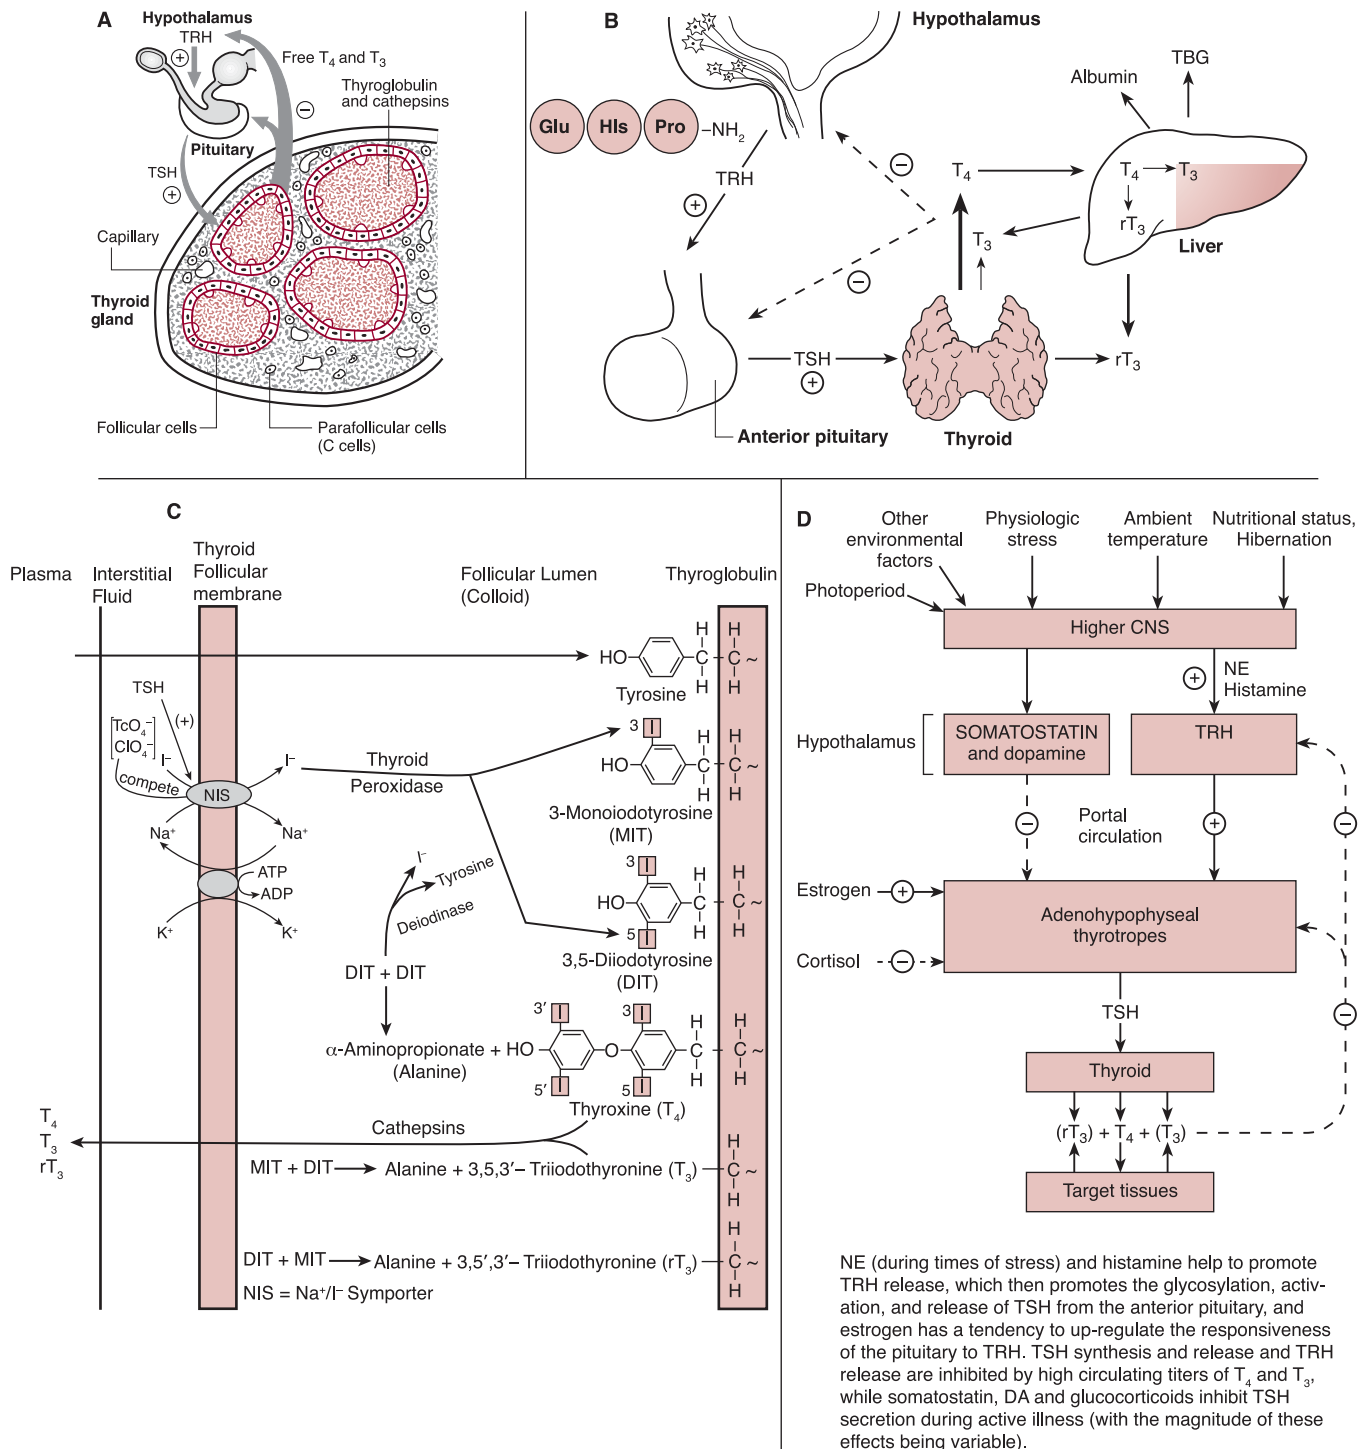 A
Hypothalamus
TRH
+
Free T4 and T3
Thyroglobulin
and cathepsins
−
Pituitary
TSH
+
Capillary
Thyroid
gland
Follicular cells
Parafollicular cells
(C cells)
B
Hypothalamus
Glu HIs Pro –NH2
TRH
+
−
−
Albumin
TBG
T4
T4 T3
rT3
Liver
T3
TSH
+
rT3
Anterior pituitary
Thyroid
C
Plasma
Interstitial
Fluid
Thyroid
Follicular
membrane
Follicular Lumen
(Colloid)
Thyroglobulin
HO
H H
C C ~
H H
Tyrosine
TSH
(+)
TcO4−
ClO4−
I−
compete
NIS
I−
Thyroid
Peroxidase
3 I
HO
H H
C C ~
H H
3-Monoiodotyrosine
(MIT)
Na+ Na+
ATP
ADP
K+ K+
I−
Tyrosine
Deiodinase
DIT + DIT
3 I
HO
5 I
H H
C C ~
H H
3,5-Diiodotyrosine
(DIT)
α-Aminopropionate +
(Alanine)
3′ I 3 I
HO O
5′ I 5 I
H H
C C ~
H H
Thyroxine (T4)
T4
T3
rT3
Cathepsins
MIT + DIT Alanine + 3,5,3′– Triiodothyronine (T3)
H
C ~
H
DIT + MIT Alanine + 3,5′,3′– Triiodothyronine (rT3)
H
C ~
H
NIS = Na+/I− Symporter
D
Other
environmental
factors
Physiologic
stress
Ambient
temperature
Nutritional status,
Hibernation
Photoperiod
Higher CNS
+
NE
Histamine
Hypothalamus
SOMATOSTATIN
and dopamine
TRH
−
Portal
circulation
+
−
Estrogen +
Adenohypophyseal
thyrotropes
Cortisol −
TSH
−
Thyroid
(rT3) + T4 + (T3)
Target tissues
NE (during times of stress) and histamine help to promote
TRH release, which then promotes the glycosylation, activ-
ation, and release of TSH from the anterior pituitary, and
estrogen has a tendency to up-regulate the responsiveness
of the pituitary to TRH. TSH synthesis and release and TRH
release are inhibited by high circulating titers of T4 and T3,
while somatostatin, DA and glucocorticoids inhibit TSH
secretion during active illness (with the magnitude of these
effects being variable).